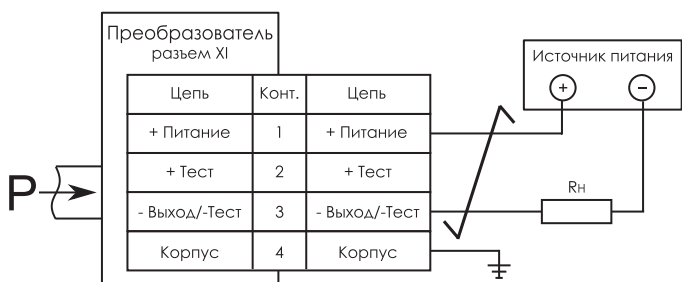 Преобразователь
разъем XI
Источник питания
+ −
Цепь Конт. Цепь
+ Питание 1 + Питание
+ Тест 2 + Тест
P
- Выход/-Тест 3 - Выход/-Тест
Rн
Корпус 4 Корпус